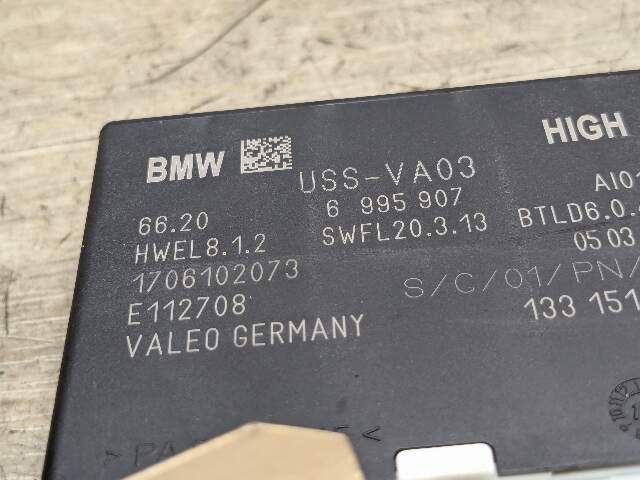 BMW USS-VA03 HIGH
66.20 6 995 907 AI01
HWEL8.1.2 SWFL20.3.13 BTLD6.0.
1706102073 05 03
E112708 S/C/01/PN/
VALEO GERMANY 133 151